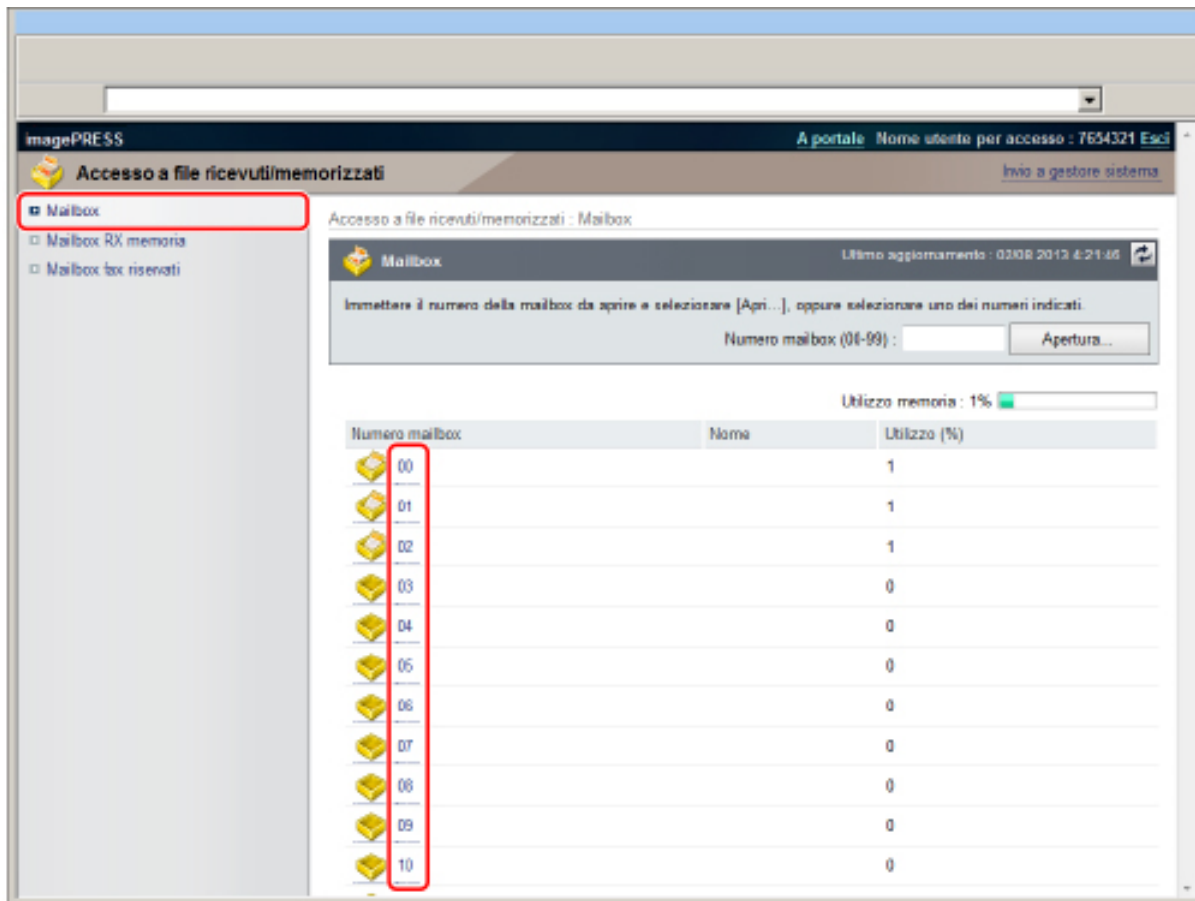 imagePRESS
A portale Nome utente per accesso : 7654321 Esci
Accesso a file ricevuti/memorizzati
Invio a gestore sistema
Mailbox
Mailbox RX memoria
Mailbox fax riservati
Accesso a file ricevuti/memorizzati : Mailbox
Mailbox
Ultimo aggiornamento : 02/08 2013 4:21:46
Immettere il numero della mailbox da aprire e selezionare [Apri...], oppure selezionare uno dei numeri indicati.
Numero mailbox (00-99) :
Apertura...
Utilizzo memoria : 1%
Numero mailbox Nome Utilizzo (%)
00 1
01 1
02 1
03 0
04 0
05 0
06 0
07 0
08 0
09 0
10 0